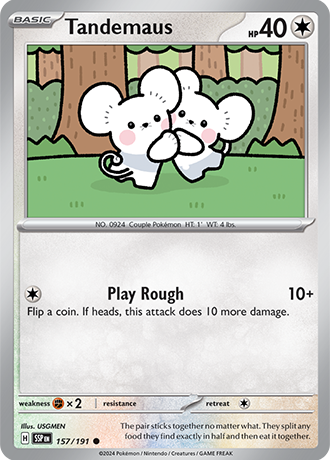 BASIC Tandemaus HP 40
NO. 0924 Couple Pokémon HT: 1' WT: 4 lbs.
Play Rough 10+
Flip a coin. If heads, this attack does 10 more damage.
weakness ×2 resistance retreat
Illus. USGMEN
The pair sticks together no matter what. They split any
food they find exactly in half and then eat it together.
H SSP EN 157/191
©2024 Pokémon / Nintendo / Creatures / GAME FREAK